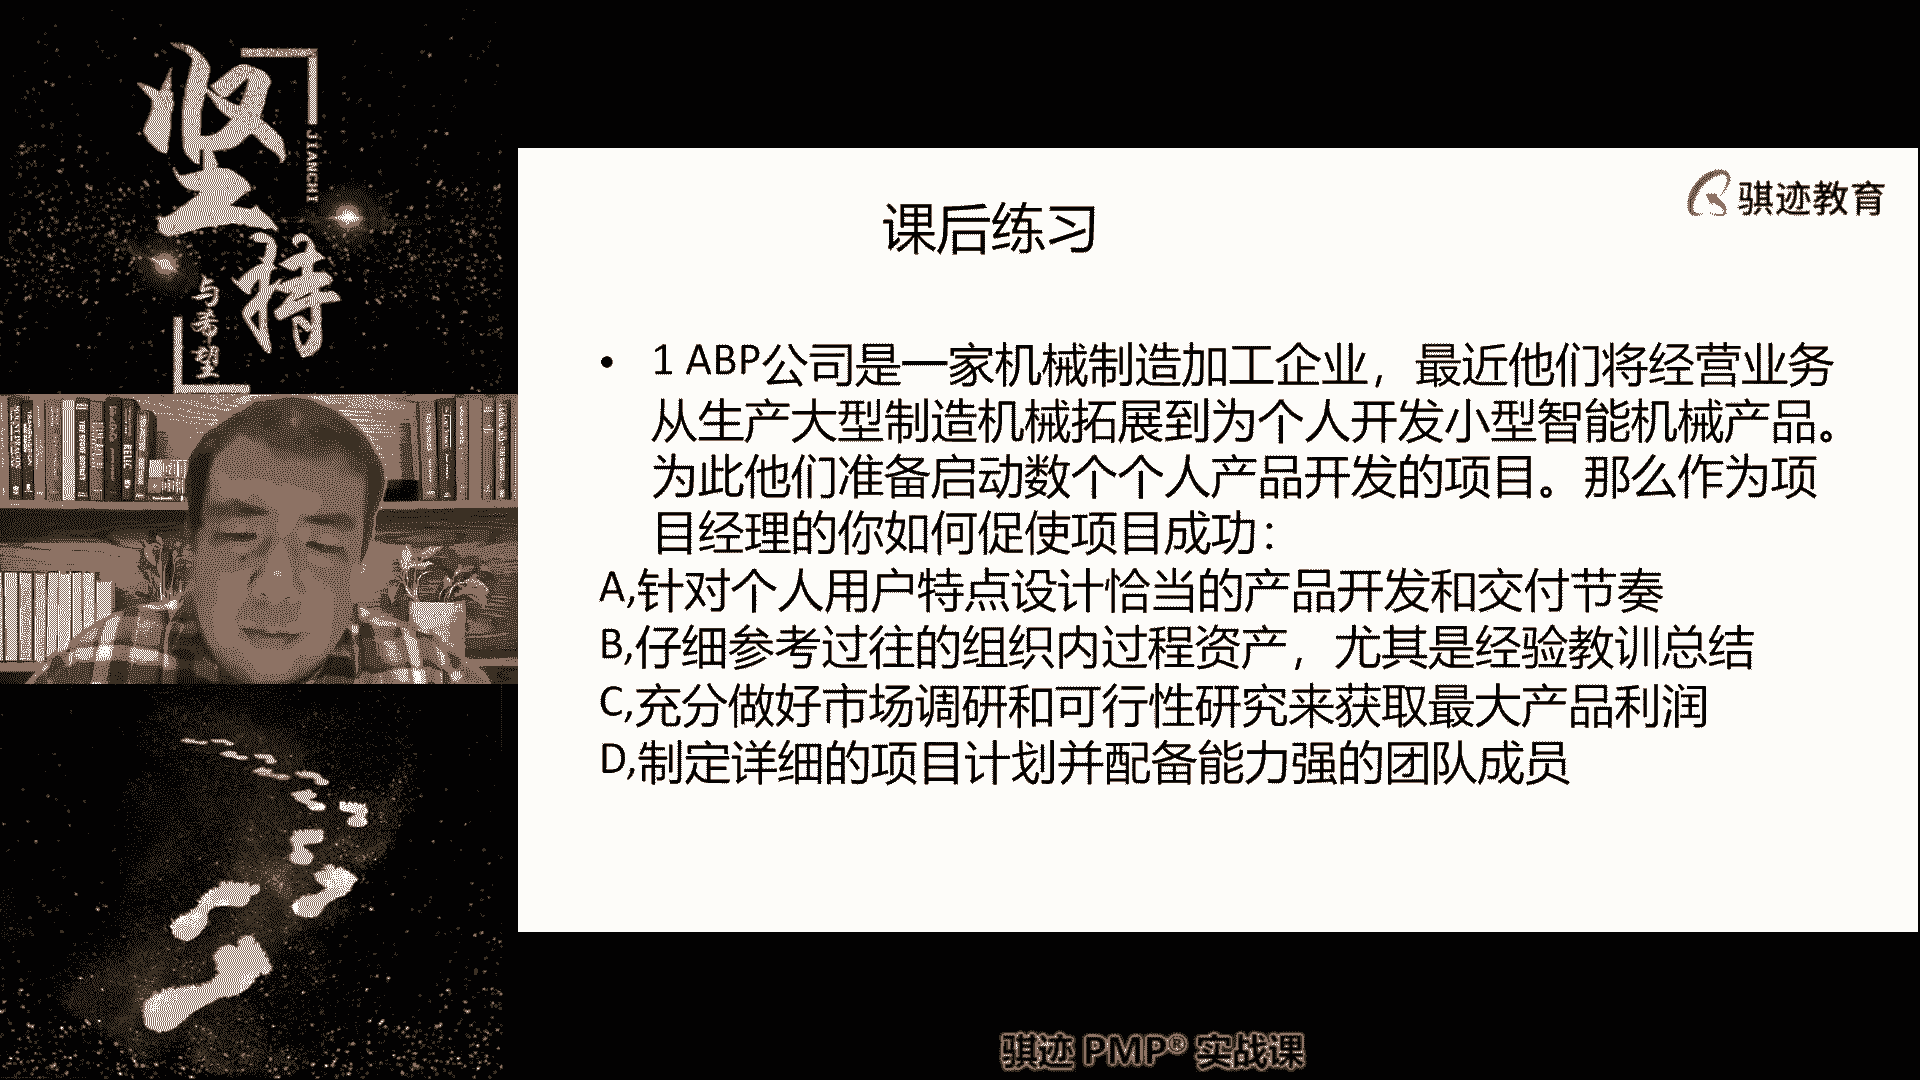 坚持
JIANCHI
与希望
骐迹教育
课后练习
• 1 ABP公司是一家机械制造加工企业，最近他们将经营业务
从生产大型制造机械拓展到为个人开发小型智能机械产品。
为此他们准备启动数个个人产品开发的项目。那么作为项
目经理的你如何促使项目成功：
A,针对个人用户特点设计恰当的产品开发和交付节奏
B,仔细参考过往的组织内过程资产，尤其是经验教训总结
C,充分做好市场调研和可行性研究来获取最大产品利润
D,制定详细的项目计划并配备能力强的团队成员
骐迹 PMP® 实战课